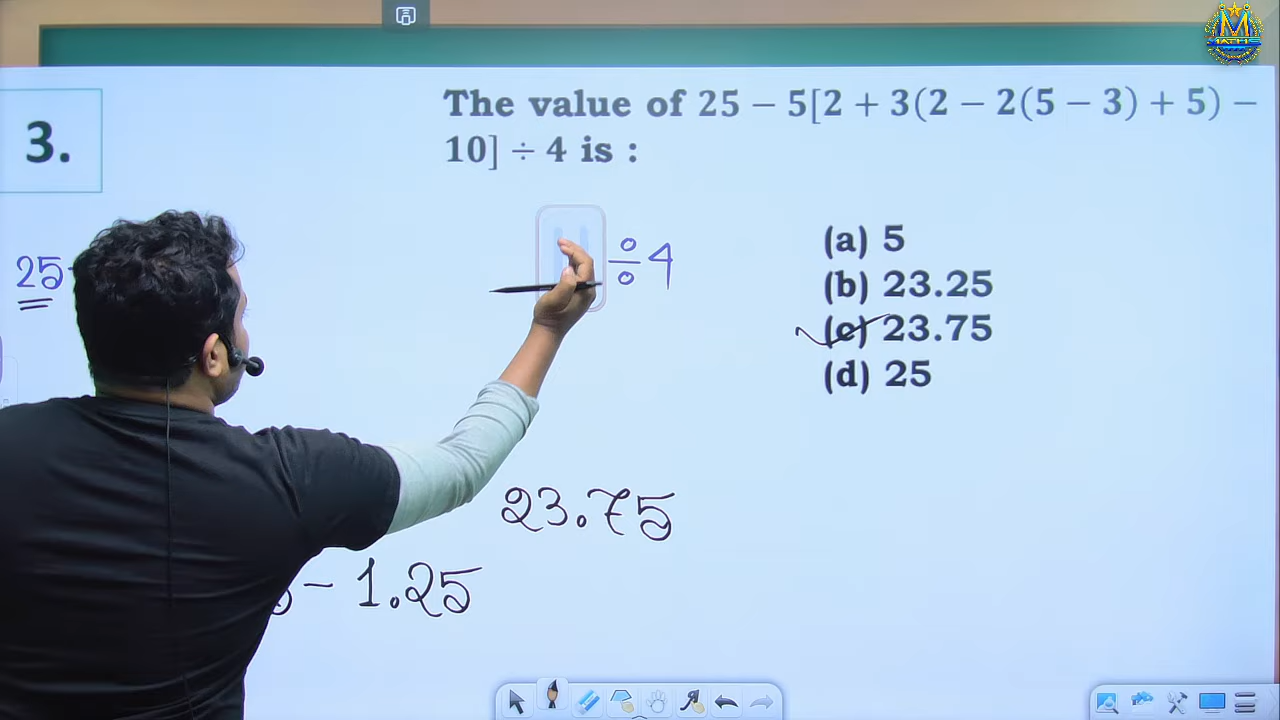 M
MATHS
3.
The value of 25 − 5[2 + 3(2 − 2(5 − 3) + 5) −
10] ÷ 4 is :
25
÷ 4
(a) 5
(b) 23.25
(c) 23.75
(d) 25
23.75
− 1.25